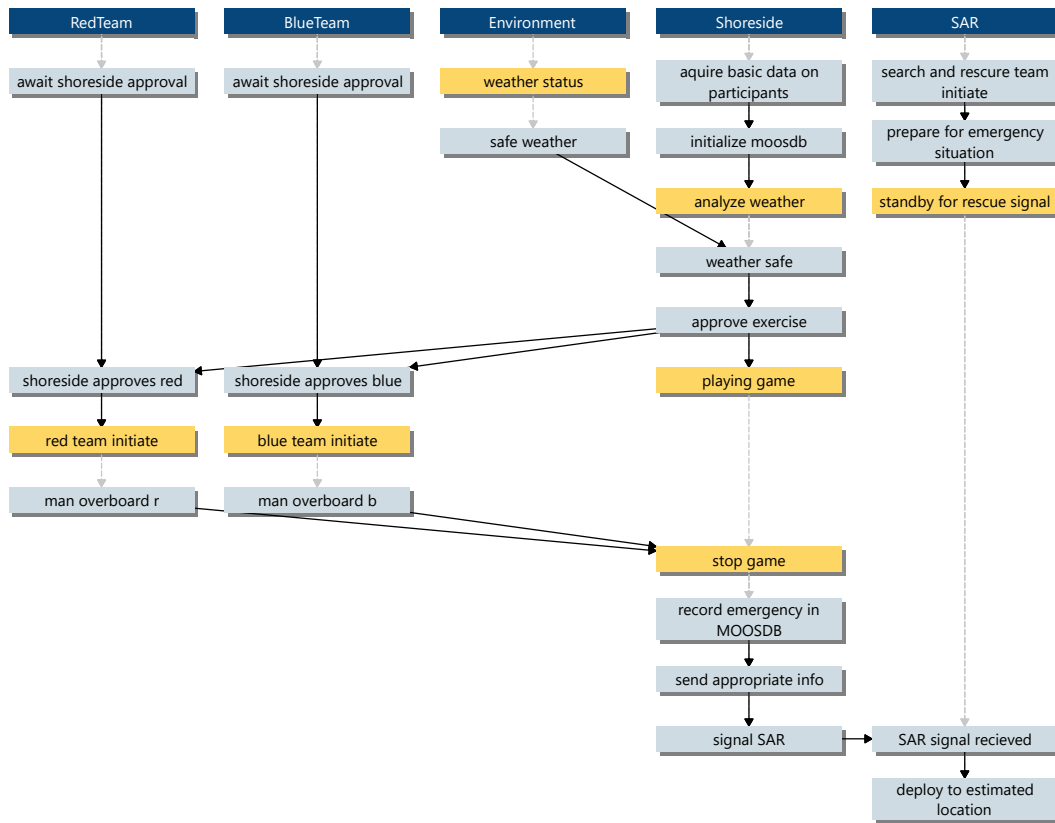 RedTeam
BlueTeam
Environment
Shoreside
SAR
await shoreside approval
await shoreside approval
weather status
aquire basic data on
participants
search and rescure team
initiate
safe weather
initialize moosdb
prepare for emergency
situation
analyze weather
standby for rescue signal
weather safe
approve exercise
shoreside approves red
shoreside approves blue
playing game
red team initiate
blue team initiate
man overboard r
man overboard b
stop game
record emergency in
MOOSDB
send appropriate info
signal SAR
SAR signal recieved
deploy to estimated
location